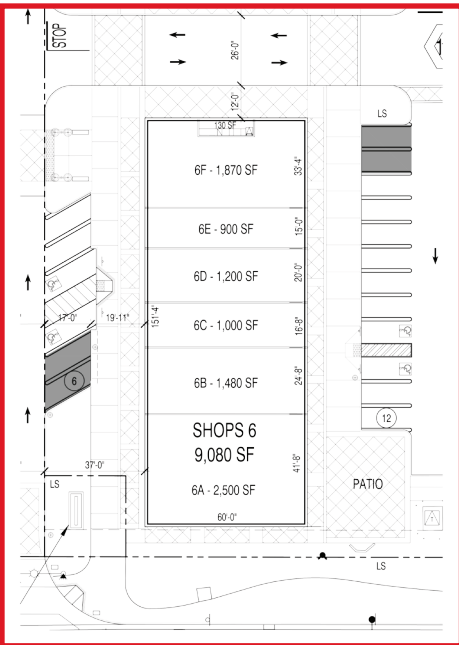 STOP
26'-0"
12'-0"
LS
130 SF
6F - 1,870 SF
33'-4"
6E - 900 SF
15'-0"
6D - 1,200 SF
20'-0"
17'-0"
19'-11"
151'-4"
6C - 1,000 SF
16'-8"
6B - 1,480 SF
24'-8"
6
12
SHOPS 6
9,080 SF
6A - 2,500 SF
41'-8"
60'-0"
37'-0"
LS
PATIO
LS